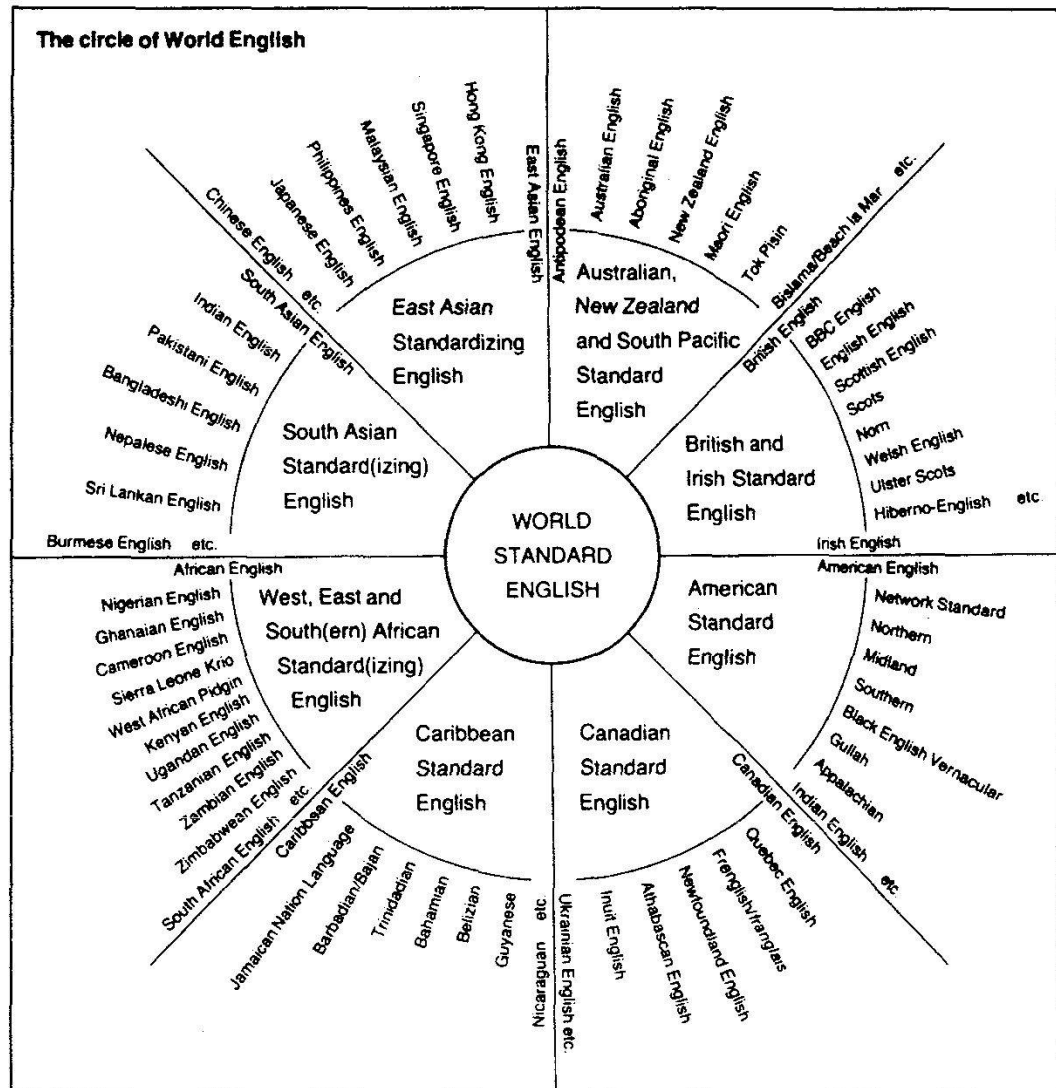 The circle of World English
WORLD
STANDARD
ENGLISH
East Asian
Standardizing
English
East Asian English
Hong Kong English
Singapore English
Malaysian English
Philippines English
Japanese English
Chinese English etc.
Australian,
New Zealand
and South Pacific
Standard
English
Antipodean English
Australian English
Aboriginal English
New Zealand English
Maori English
Tok Pisin
Bislama/Beach la Mar etc.
British and
Irish Standard
English
British English
BBC English
English English
Scottish English
Scots
Norn
Welsh English
Ulster Scots
Hiberno-English etc.
Irish English
American
Standard
English
American English
Network Standard
Northern
Midland
Southern
Black English Vernacular
Gullah
Appalachian
Indian English etc.
Canadian
Standard
English
Canadian English
Quebec English
Frenglish/franglais
Newfoundland English
Athabascan English
Inuit English
Ukrainian English etc.
Caribbean
Standard
English
Caribbean English
Jamaican Nation Language
Barbadian/Bajan
Trinidadian
Bahamian
Belizian
Guyanese
Nicaraguan etc
West, East and
South(ern) African
Standard(izing)
English
African English
Nigerian English
Ghanaian English
Cameroon English
Sierra Leone Krio
West African Pidgin
Kenyan English
Ugandan English
Tanzanian English
Zambian English
Zimbabwean English
South African English etc
South Asian
Standard(izing)
English
South Asian English
Indian English
Pakistani English
Bangladeshi English
Nepalese English
Sri Lankan English
Burmese English etc.